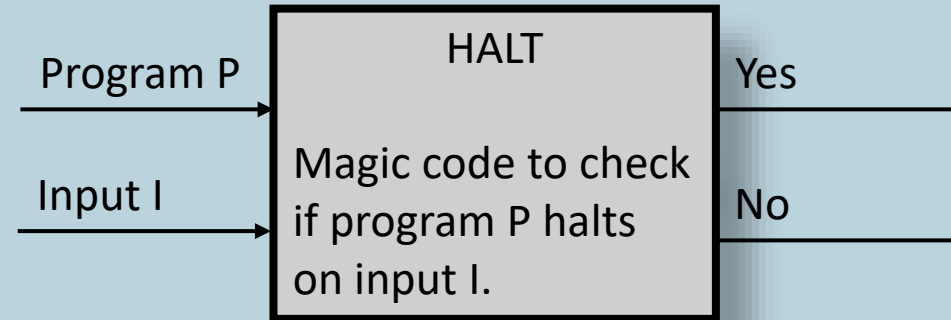 Program P
Input I
HALT
Magic code to check
if program P halts
on input I.
Yes
No